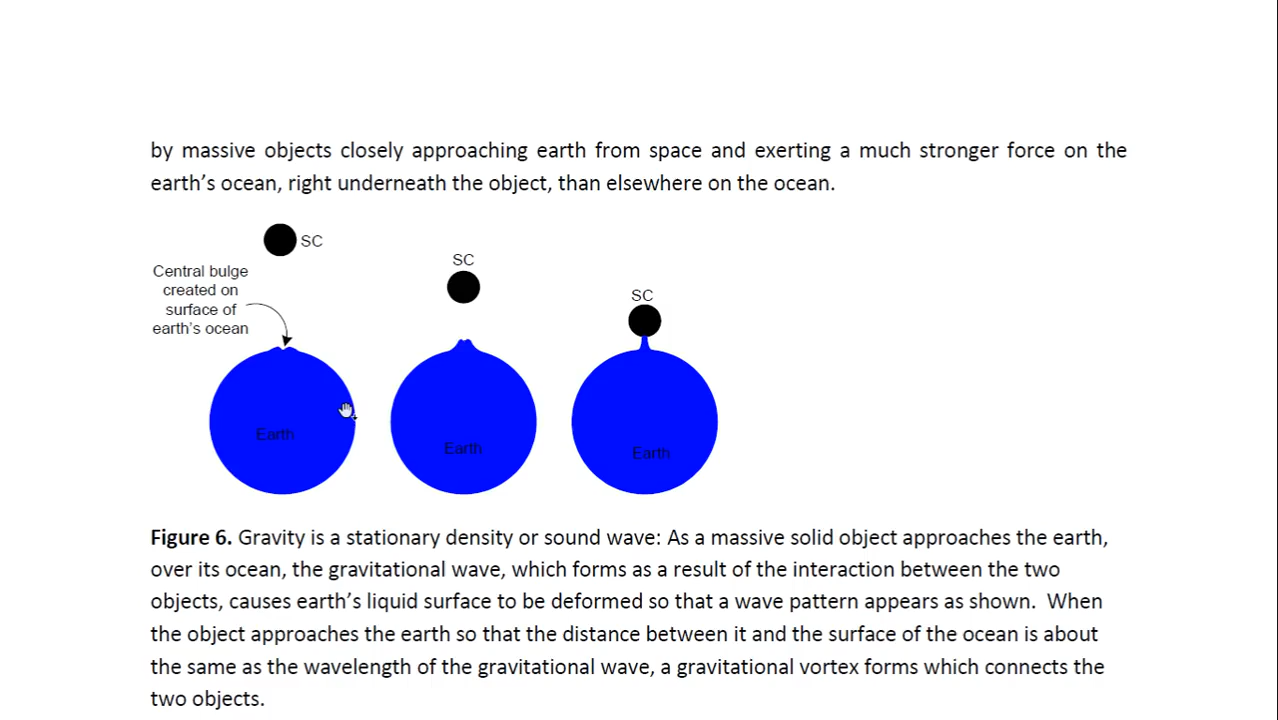 by massive objects closely approaching earth from space and exerting a much stronger force on the
earth's ocean, right underneath the object, than elsewhere on the ocean.
SC
SC
SC
Central bulge
created on
surface of
earth's ocean
Earth
Earth
Earth
Figure 6. Gravity is a stationary density or sound wave: As a massive solid object approaches the earth,
over its ocean, the gravitational wave, which forms as a result of the interaction between the two
objects, causes earth's liquid surface to be deformed so that a wave pattern appears as shown. When
the object approaches the earth so that the distance between it and the surface of the ocean is about
the same as the wavelength of the gravitational wave, a gravitational vortex forms which connects the
two objects.